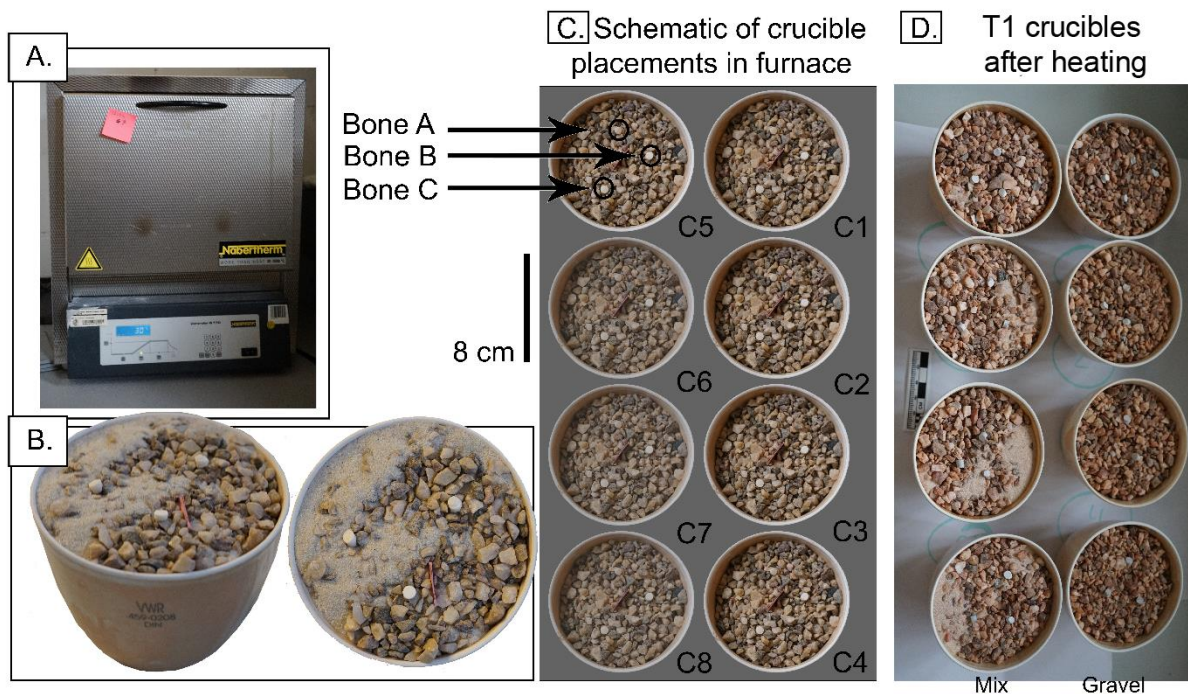 A.
Nabertherm
B.
VWR
DIN
C. Schematic of crucible
placements in furnace
Bone A
Bone B
Bone C
8 cm
C5
C1
C6
C2
C7
C3
C8
C4
D. T1 crucibles
after heating
Mix
Gravel